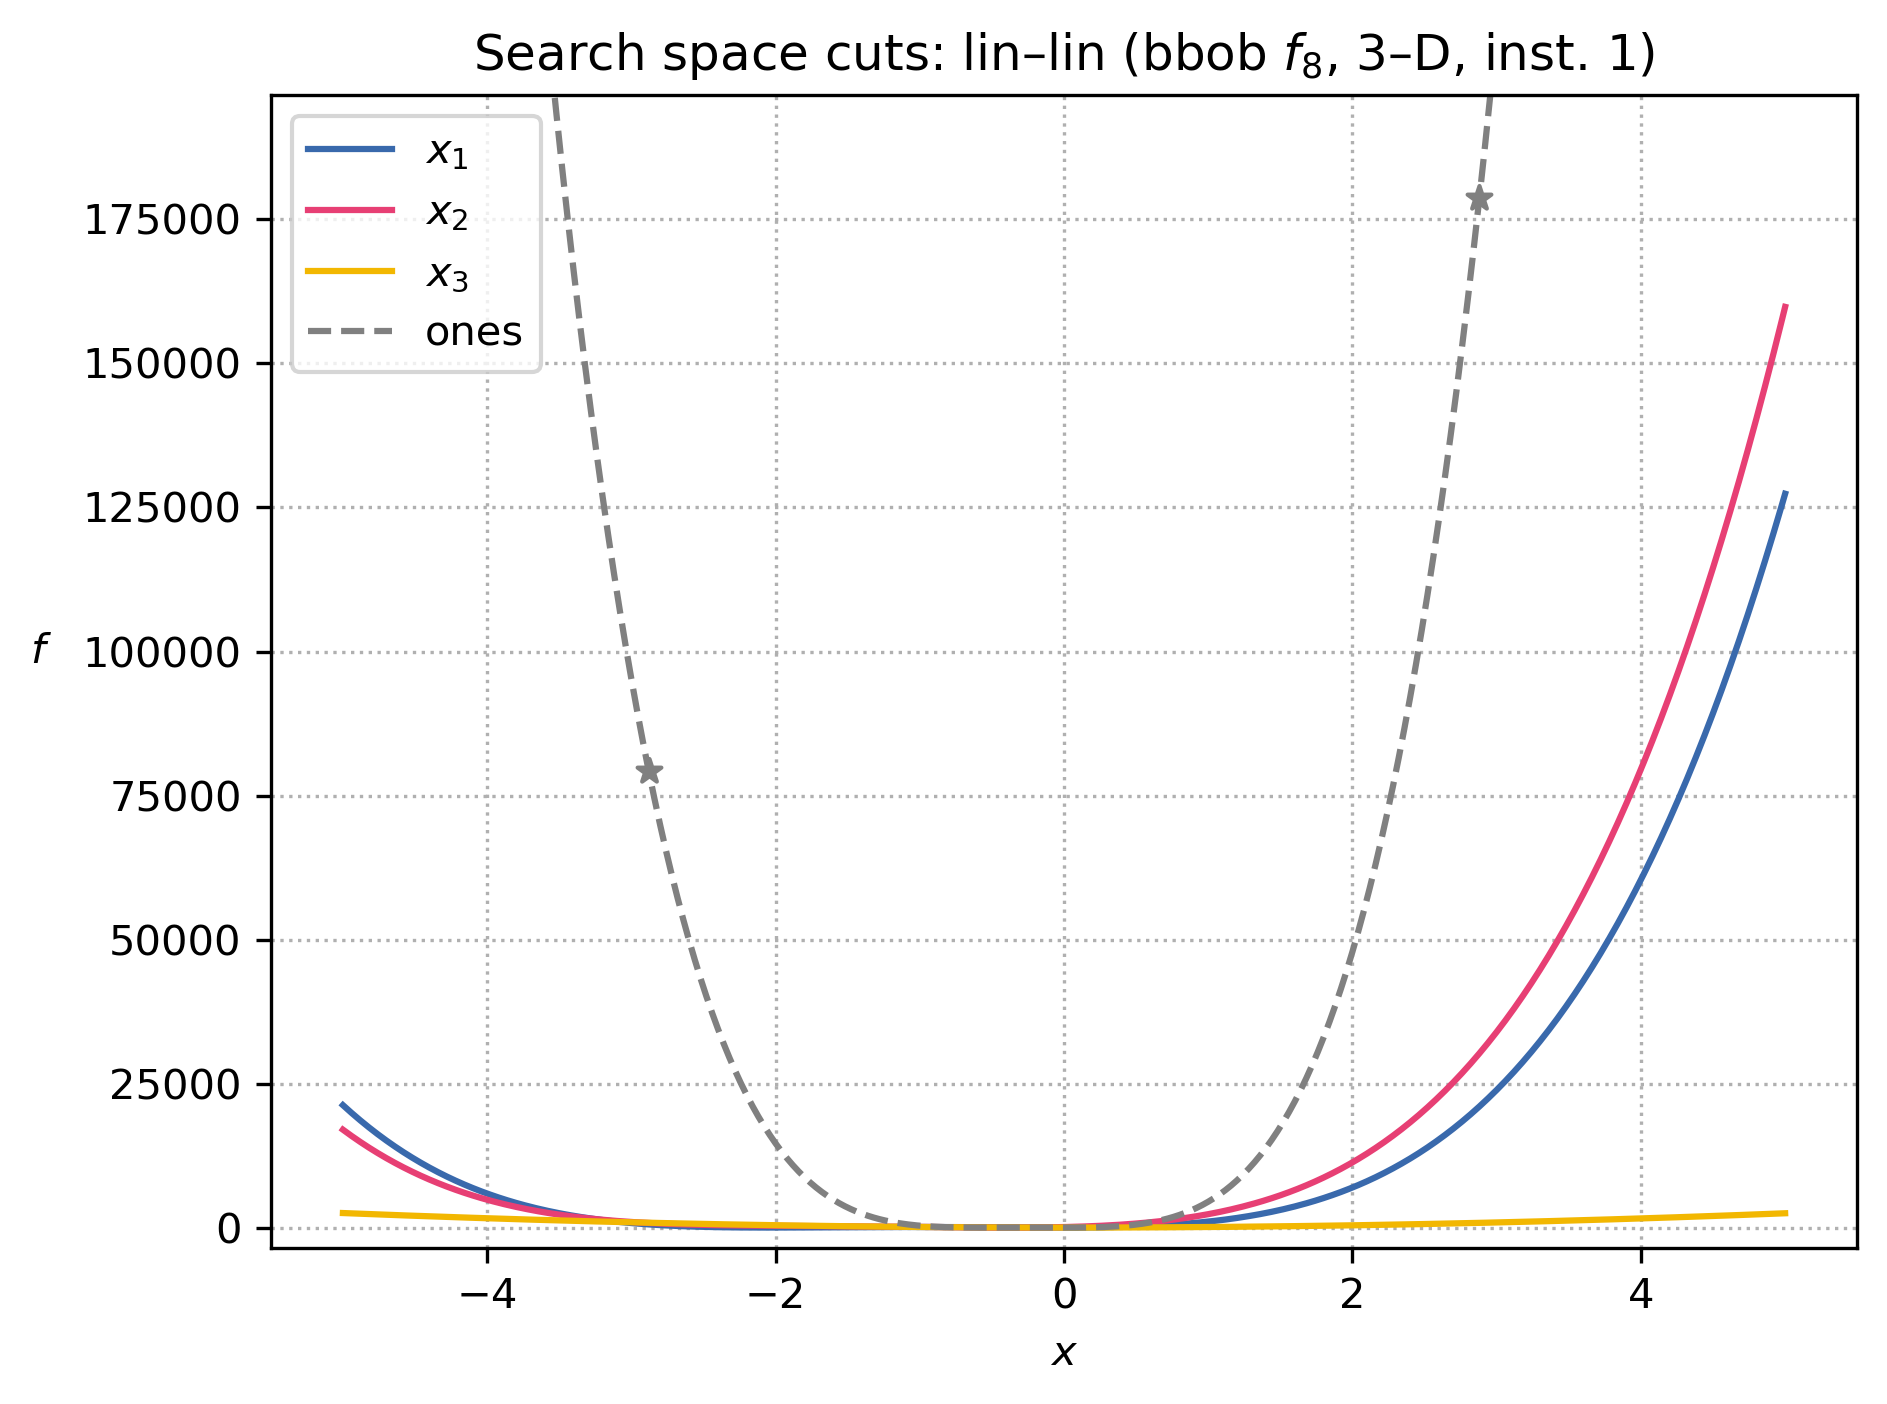 Search space cuts: lin–lin (bbob f₈, 3–D, inst. 1)
x₁
x₂
x₃
ones
175000
150000
125000
100000
75000
50000
25000
0
f
−4 −2 0 2 4
x